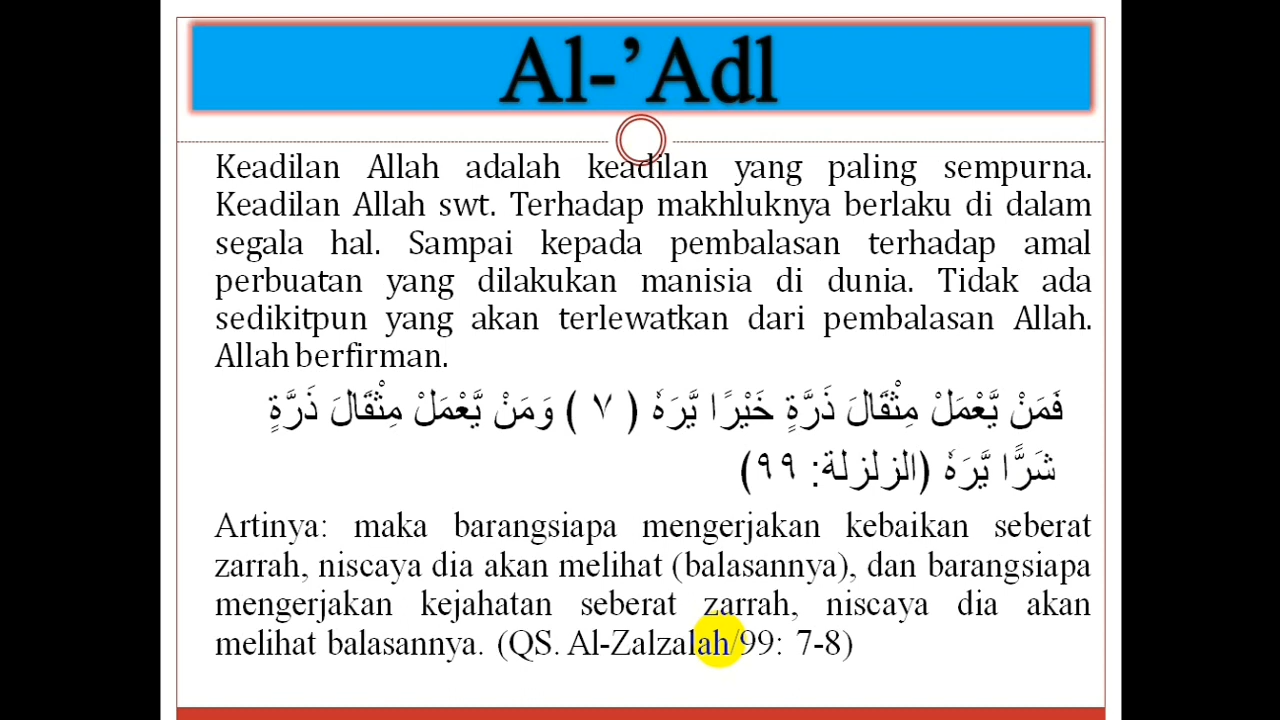 Al-’Adl
Keadilan Allah adalah keadilan yang paling sempurna.
Keadilan Allah swt. Terhadap makhluknya berlaku di dalam
segala hal. Sampai kepada pembalasan terhadap amal
perbuatan yang dilakukan manisia di dunia. Tidak ada
sedikitpun yang akan terlewatkan dari pembalasan Allah.
Allah berfirman.
فَمَنْ يَّعْمَلْ مِثْقَالَ ذَرَّةٍ خَيْرًا يَّرَهٗ ( ٧ ) وَمَنْ يَّعْمَلْ مِثْقَالَ ذَرَّةٍ
شَرًّا يَّرَهٗ (الزلزلة: ٩٩)
Artinya: maka barangsiapa mengerjakan kebaikan seberat
zarrah, niscaya dia akan melihat (balasannya), dan barangsiapa
mengerjakan kejahatan seberat zarrah, niscaya dia akan
melihat balasannya. (QS. Al-Zalzalah/99: 7-8)